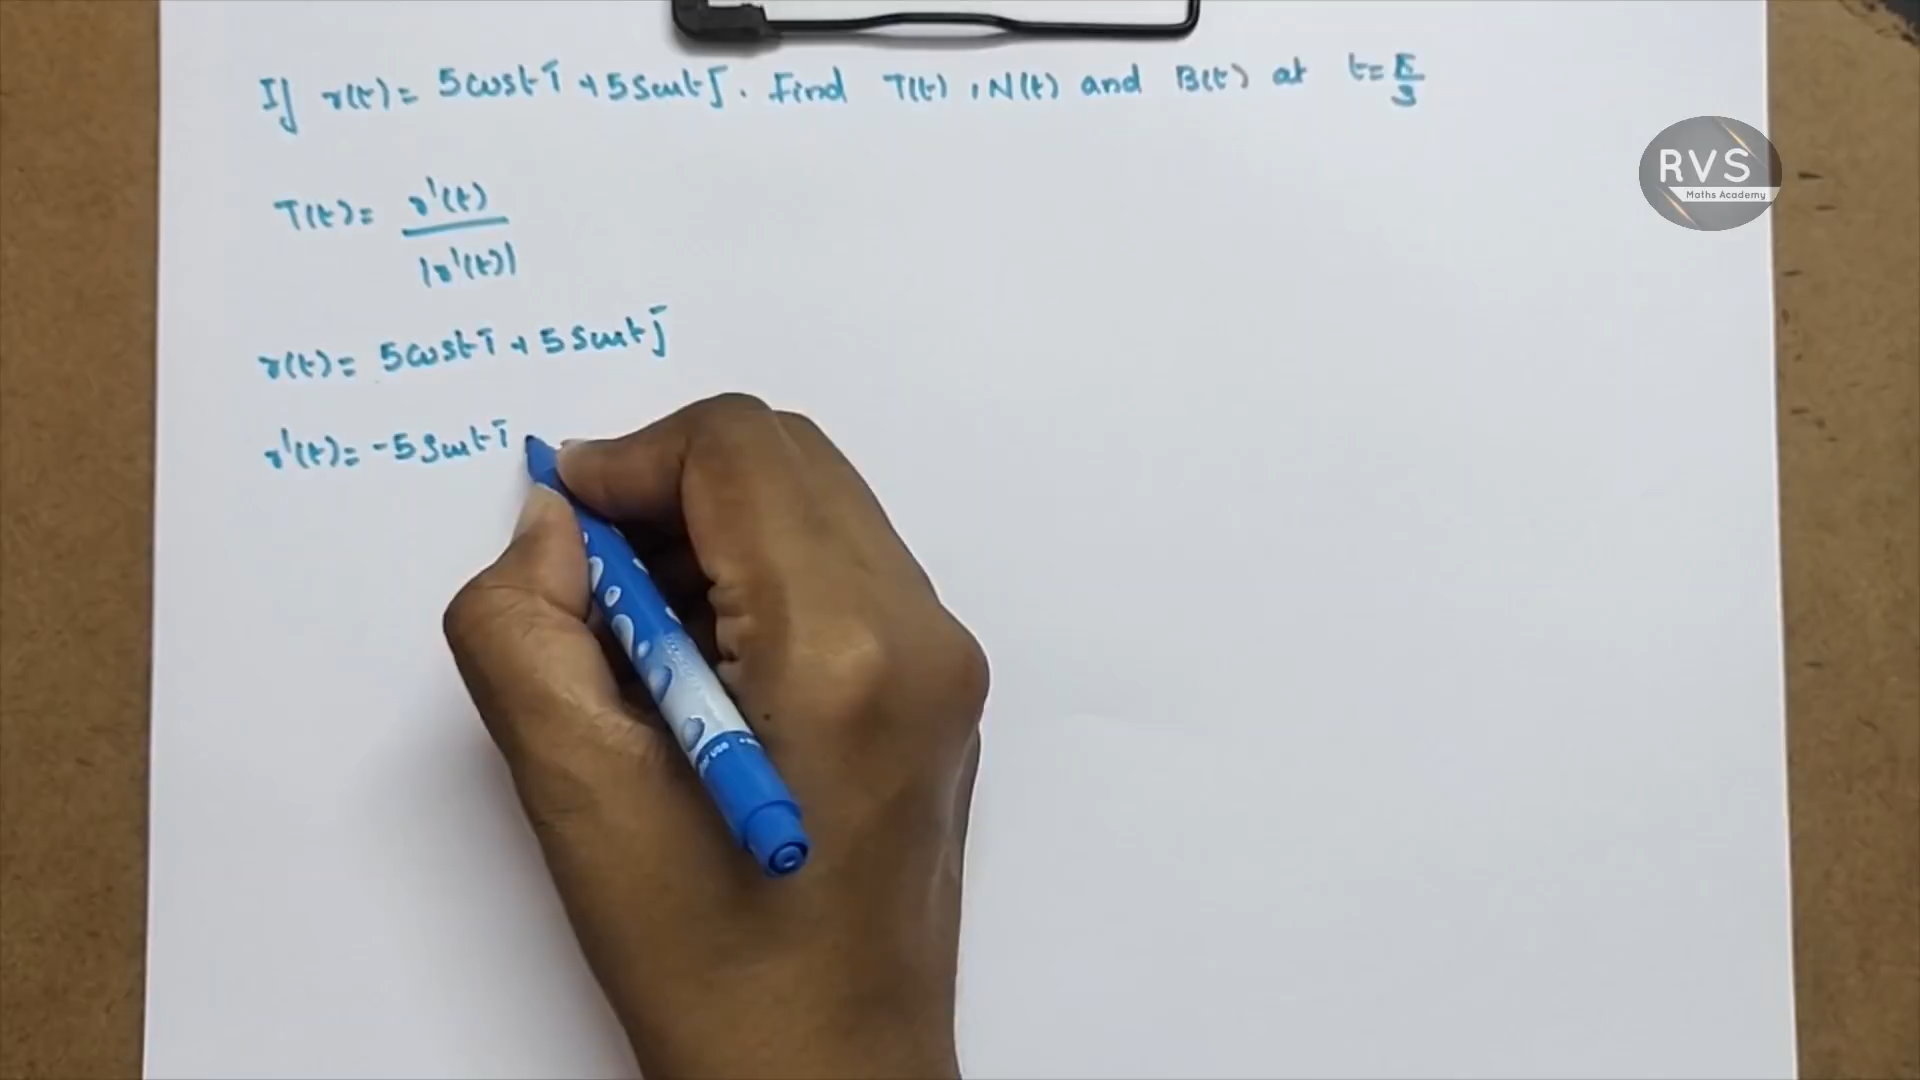 If r(t) = 5cost i̅ + 5sint j̅. Find T(t), N(t) and B(t) at t = π/3
RVS
Maths Academy
T(t) = r'(t) / |r'(t)|
r(t) = 5cost i̅ + 5sint j̅
r'(t) = -5sint i̅